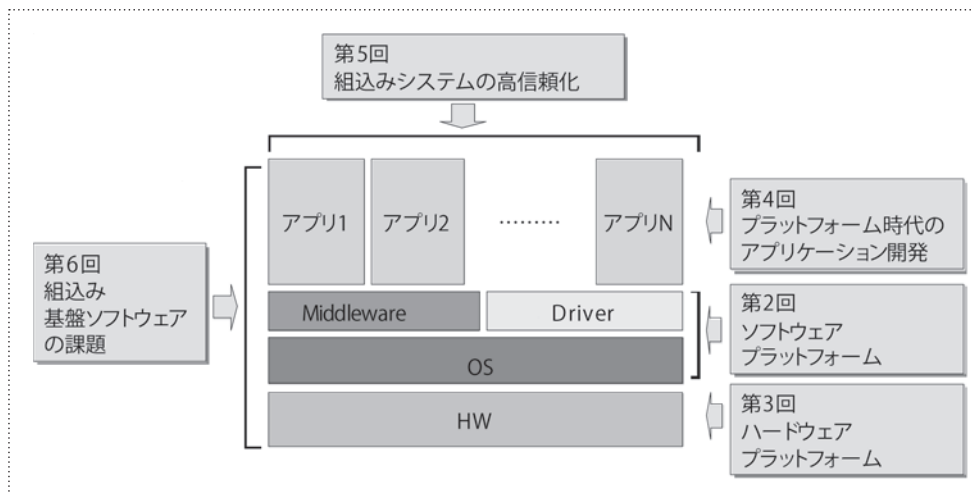 第5回
組込みシステムの高信頼化
アプリ1
アプリ2
………
アプリN
第4回
プラットフォーム時代の
アプリケーション開発
第6回
組込み
基盤ソフトウェア
の課題
Middleware
Driver
第2回
ソフトウェア
プラットフォーム
OS
HW
第3回
ハードウェア
プラットフォーム